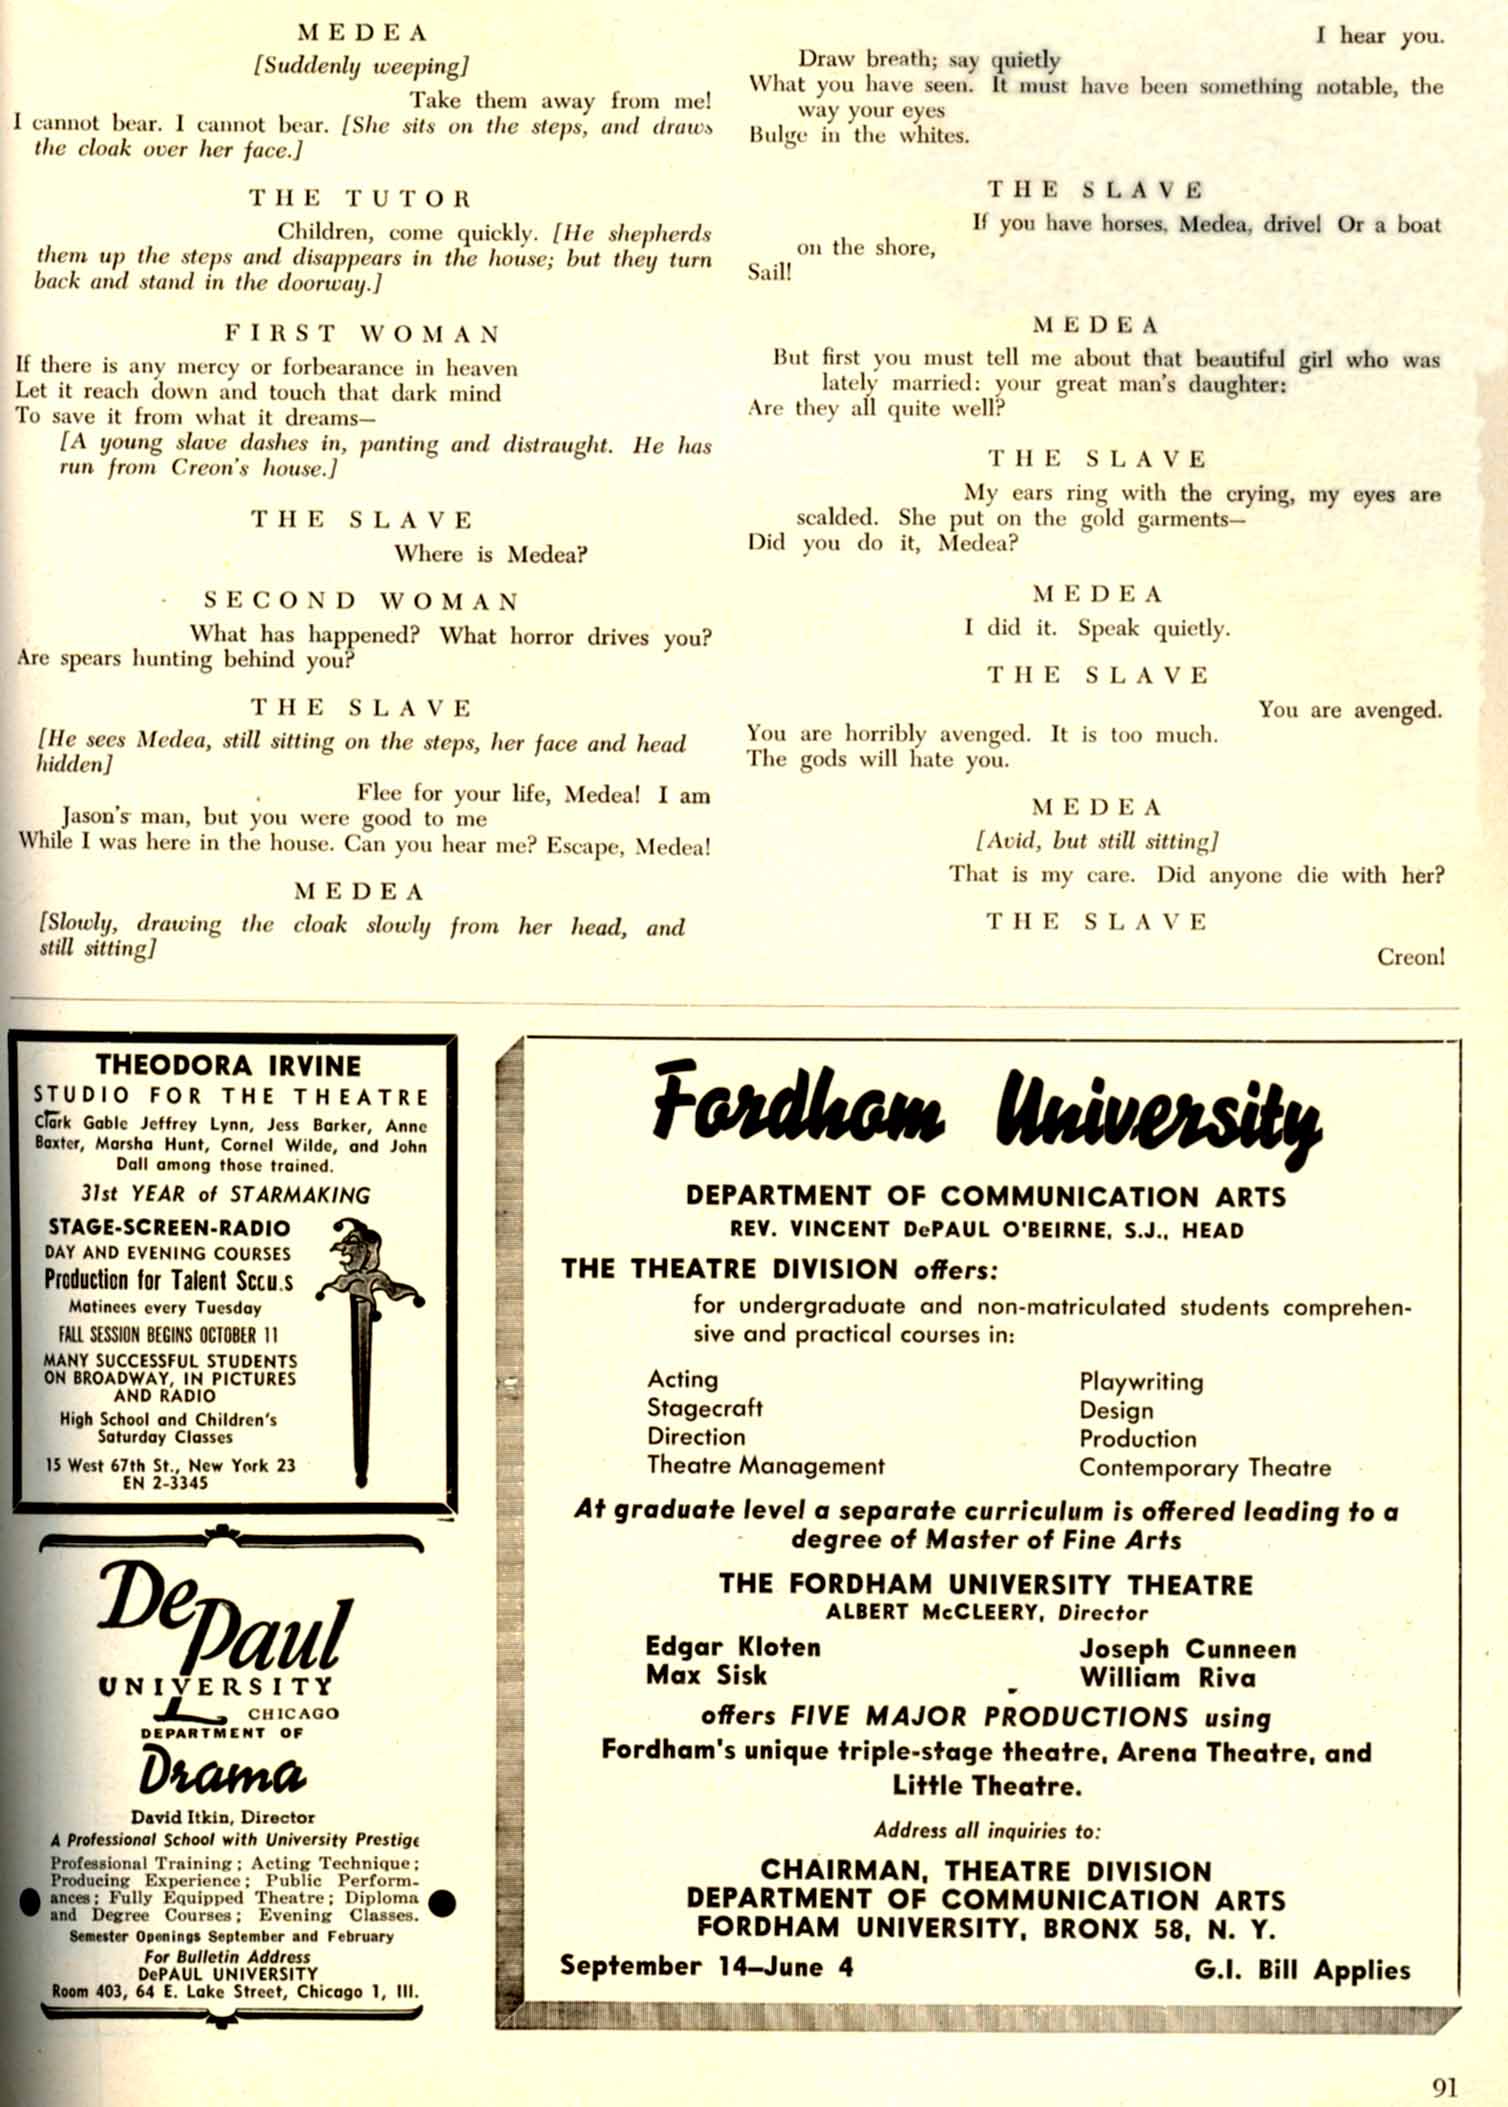 MEDEA
[Suddenly weeping]
Take them away from me!
I cannot bear. I cannot bear. [She sits on the steps, and draws
the cloak over her face.]
THE TUTOR
Children, come quickly. [He shepherds
them up the steps and disappears in the house; but they turn
back and stand in the doorway.]
FIRST WOMAN
If there is any mercy or forbearance in heaven
Let it reach down and touch that dark mind
To save it from what it dreams—
[A young slave dashes in, panting and distraught. He has
run from Creon's house.]
THE SLAVE
Where is Medea?
SECOND WOMAN
What has happened? What horror drives you?
Are spears hunting behind you?
THE SLAVE
[He sees Medea, still sitting on the steps, her face and head
hidden]
Flee for your life, Medea! I am
Jason's man, but you were good to me
While I was here in the house. Can you hear me? Escape, Medea!
MEDEA
[Slowly, drawing the cloak slowly from her head, and
still sitting]
I hear you.
Draw breath; say quietly
What you have seen. It must have been something notable, the
way your eyes
Bulge in the whites.
THE SLAVE
If you have horses, Medea, drive! Or a boat
on the shore,
Sail!
MEDEA
But first you must tell me about that beautiful girl who was
lately married: your great man's daughter:
Are they all quite well?
THE SLAVE
My ears ring with the crying, my eyes are
scalded. She put on the gold garments—
Did you do it, Medea?
MEDEA
I did it. Speak quietly.
THE SLAVE
You are avenged.
You are horribly avenged. It is too much.
The gods will hate you.
MEDEA
[Avid, but still sitting]
That is my care. Did anyone die with her?
THE SLAVE
Creon!
THEODORA IRVINE
STUDIO FOR THE THEATRE
Clark Gable Jeffrey Lynn, Jess Barker, Anne
Baxter, Marsha Hunt, Cornel Wilde, and John
Dall among those trained.
31st YEAR of STARMAKING
STAGE-SCREEN-RADIO
DAY AND EVENING COURSES
Production for Talent
Matinees every Tuesday
FALL SESSION BEGINS OCTOBER 11
MANY SUCCESSFUL STUDENTS
ON BROADWAY, IN PICTURES
AND RADIO
High School and Children's
Saturday Classes
15 West 67th St., New York 23
EN 2-3345
DePaul
UNIVERSITY
CHICAGO
DEPARTMENT OF
Drama
David Itkin, Director
A Professional School with University Prestige
Professional Training; Acting Technique;
Producing Experience; Public Perform-
ances; Fully Equipped Theatre; Diploma
and Degree Courses; Evening Classes.
Semester Openings September and February
For Bulletin Address
DePAUL UNIVERSITY
Room 403, 64 E. Lake Street, Chicago 1, Ill.
Fordham University
DEPARTMENT OF COMMUNICATION ARTS
REV. VINCENT DePAUL O'BEIRNE, S.J., HEAD
THE THEATRE DIVISION offers:
for undergraduate and non-matriculated students comprehen-
sive and practical courses in:
Acting
Stagecraft
Direction
Theatre Management
Playwriting
Design
Production
Contemporary Theatre
At graduate level a separate curriculum is offered leading to a
degree of Master of Fine Arts
THE FORDHAM UNIVERSITY THEATRE
ALBERT McCLEERY, Director
Edgar Kloten
Max Sisk
Joseph Cunneen
William Riva
offers FIVE MAJOR PRODUCTIONS using
Fordham's unique triple-stage theatre, Arena Theatre, and
Little Theatre.
Address all inquiries to:
CHAIRMAN, THEATRE DIVISION
DEPARTMENT OF COMMUNICATION ARTS
FORDHAM UNIVERSITY, BRONX 58, N. Y.
September 14—June 4
G.I. Bill Applies
91